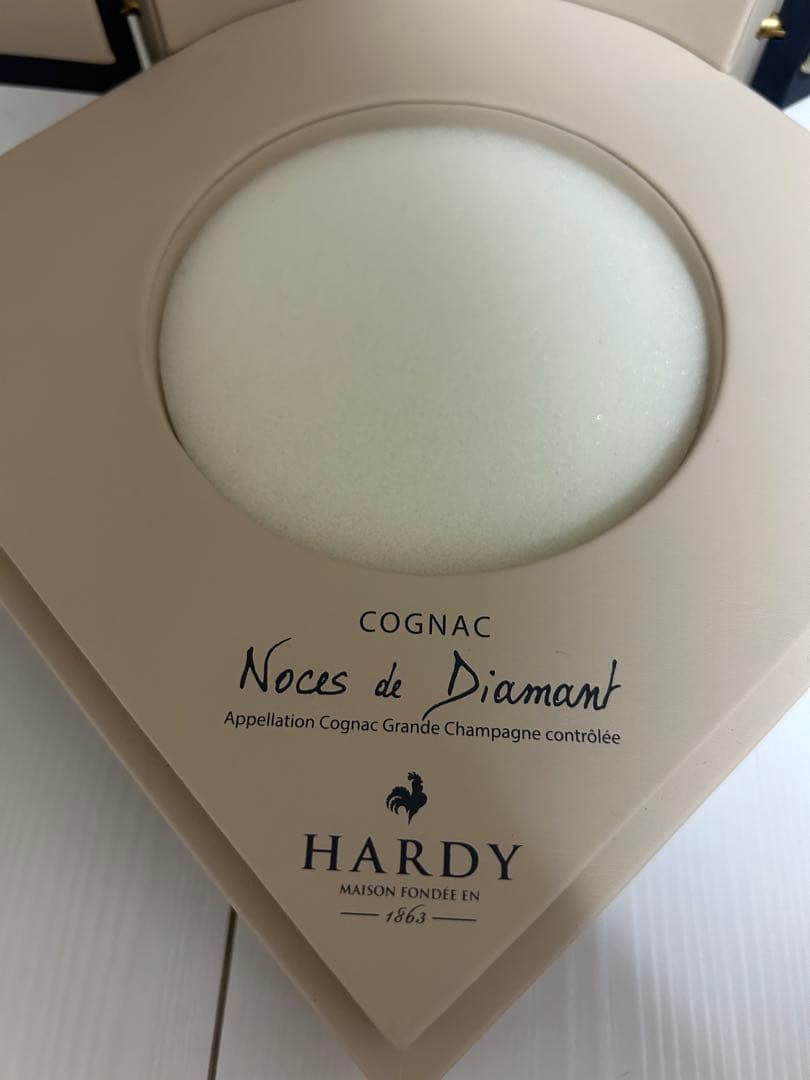 COGNAC
Noces de Diamant
Appellation Cognac Grande Champagne contrôlée
HARDY
MAISON FONDÉE EN
1863